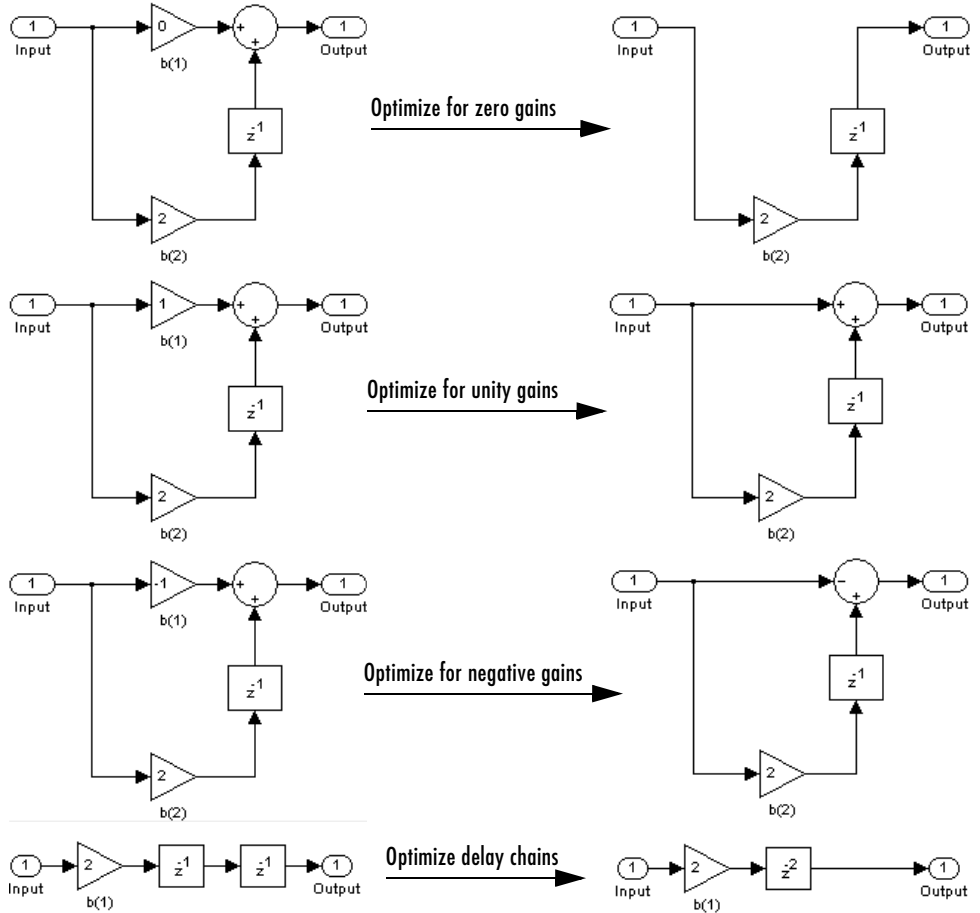 1 0 + 1 1 1
Input b(1) + Output Input Output
Optimize for zero gains
z-1 z-1
2 2
b(2) b(2)
1 1 + 1 1 + 1
Input b(1) + Output Input + Output
Optimize for unity gains
z-1 z-1
2 2
b(2) b(2)
1 -1 + 1 1 - 1
Input b(1) + Output Input + Output
Optimize for negative gains
z-1 z-1
2 2
b(2) b(2)
Optimize delay chains
1 2 z-1 z-1 1 1 2 z-2 1
Input b(1) Output Input b(1) Output